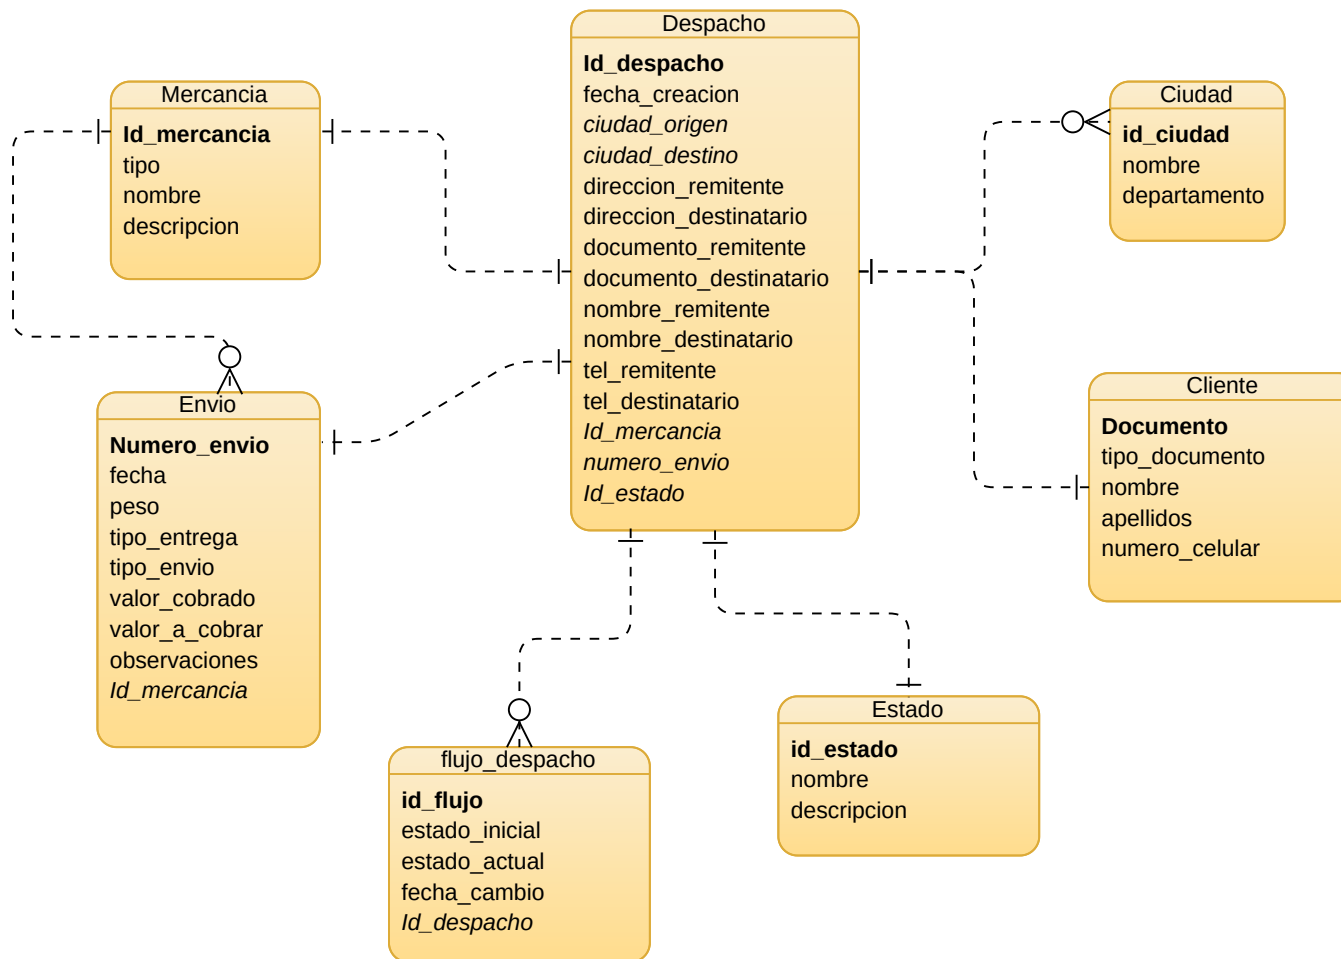 Despacho
Id_despacho
fecha_creacion
ciudad_origen
ciudad_destino
direccion_remitente
direccion_destinatario
documento_remitente
documento_destinatario
nombre_remitente
nombre_destinatario
tel_remitente
tel_destinatario
Id_mercancia
numero_envio
Id_estado
Mercancia
Id_mercancia
tipo
nombre
descripcion
Ciudad
id_ciudad
nombre
departamento
Envio
Numero_envio
fecha
peso
tipo_entrega
tipo_envio
valor_cobrado
valor_a_cobrar
observaciones
Id_mercancia
Cliente
Documento
tipo_documento
nombre
apellidos
numero_celular
flujo_despacho
id_flujo
estado_inicial
estado_actual
fecha_cambio
Id_despacho
Estado
id_estado
nombre
descripcion